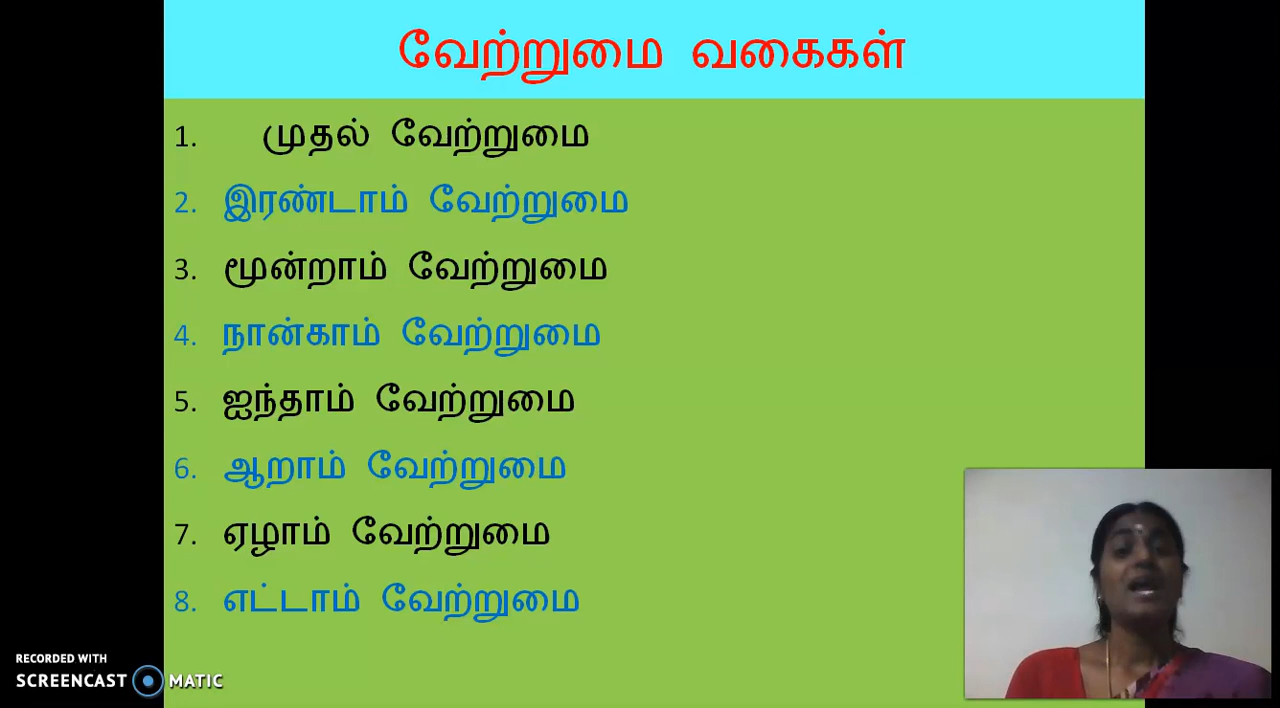 வேற்றுமை வகைகள்
1. முதல் வேற்றுமை
2. இரண்டாம் வேற்றுமை
3. மூன்றாம் வேற்றுமை
4. நான்காம் வேற்றுமை
5. ஐந்தாம் வேற்றுமை
6. ஆறாம் வேற்றுமை
7. ஏழாம் வேற்றுமை
8. எட்டாம் வேற்றுமை
RECORDED WITH
SCREENCAST MATIC